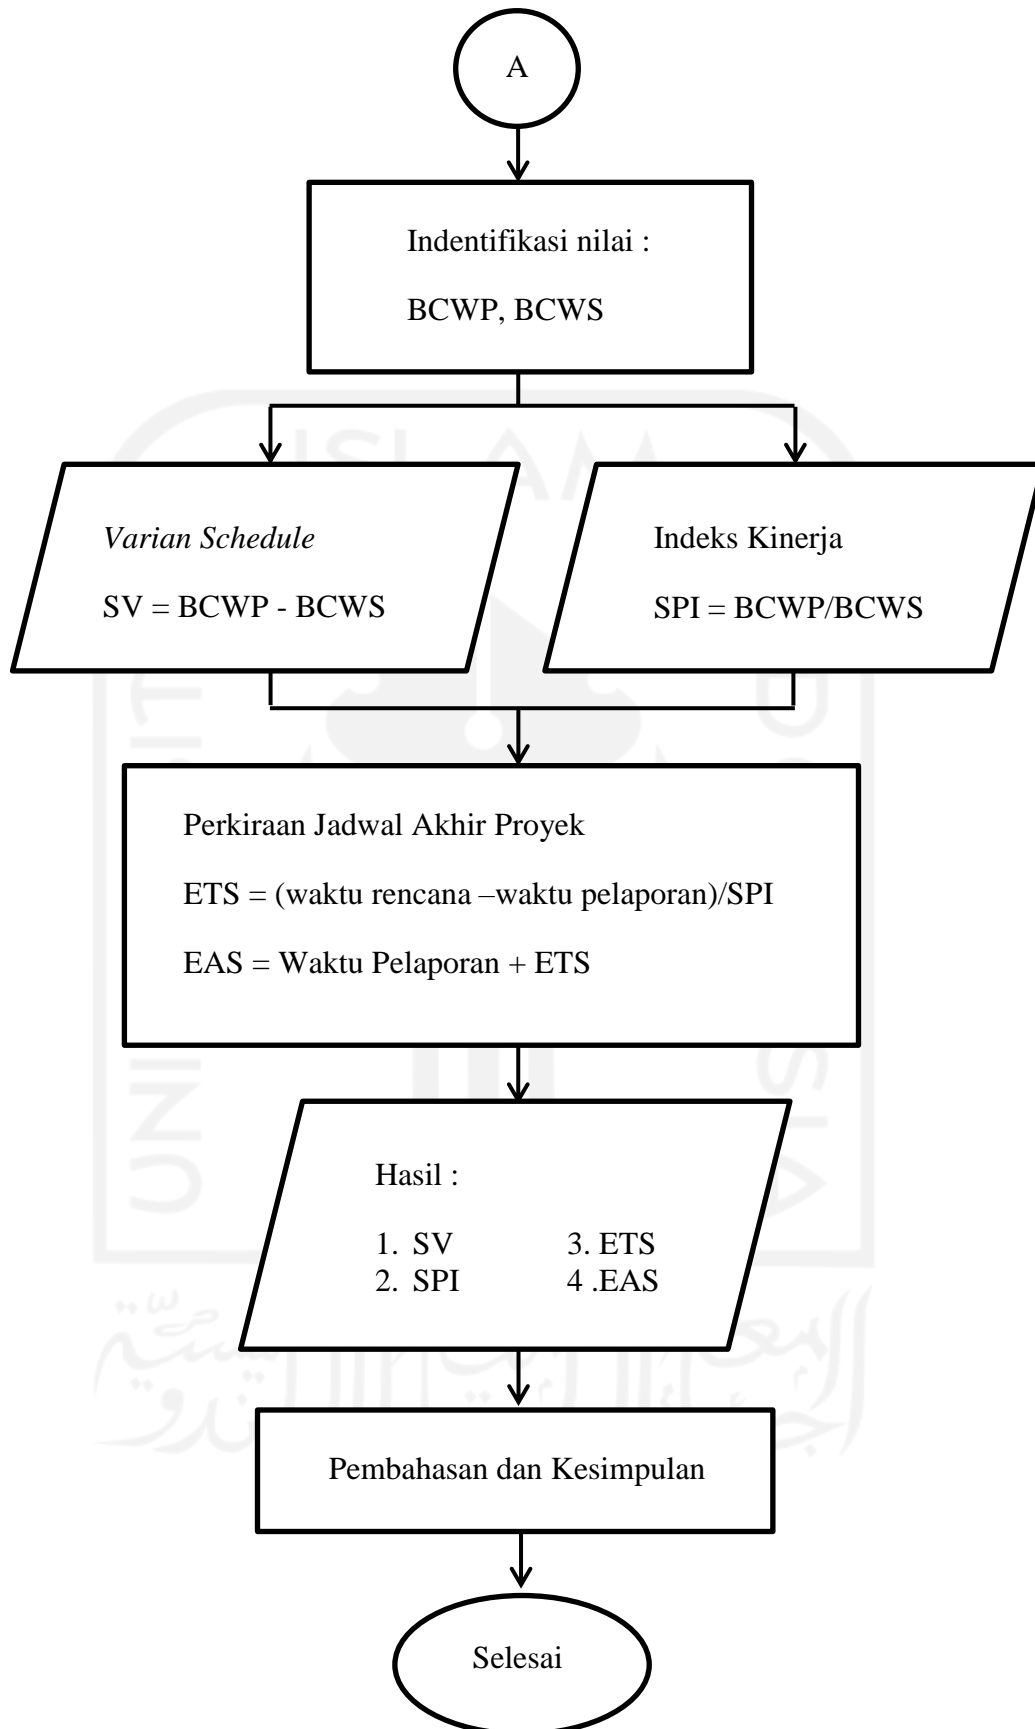 A
Indentifikasi nilai :
BCWP, BCWS
Varian Schedule
SV = BCWP - BCWS
Indeks Kinerja
SPI = BCWP/BCWS
Perkiraan Jadwal Akhir Proyek
ETS = (waktu rencana –waktu pelaporan)/SPI
EAS = Waktu Pelaporan + ETS
Hasil :
1. SV 3. ETS
2. SPI 4 .EAS
Pembahasan dan Kesimpulan
Selesai
ISLAM